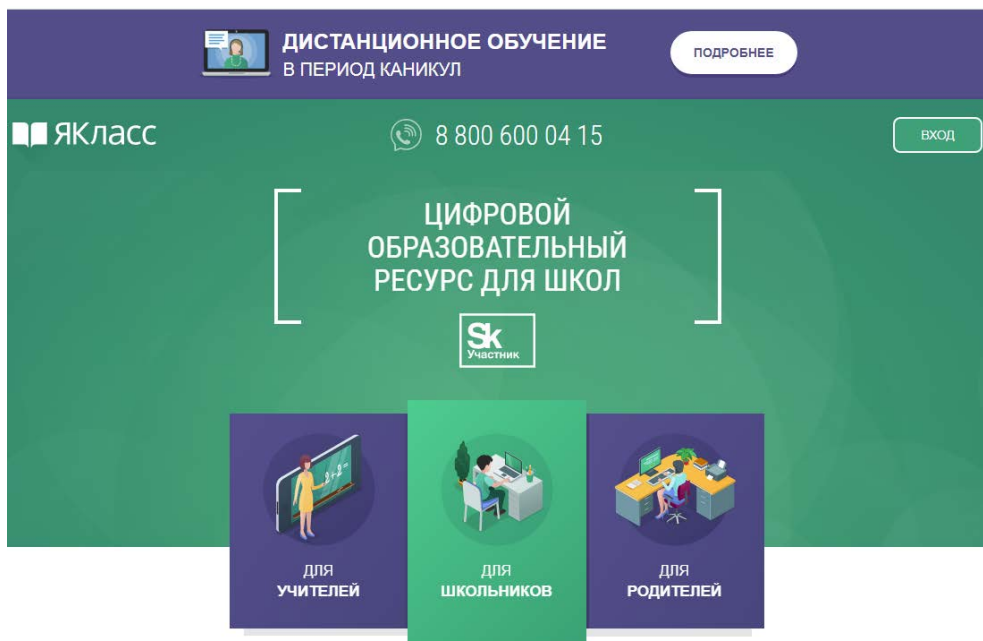 ДИСТАНЦИОННОЕ ОБУЧЕНИЕ
В ПЕРИОД КАНИКУЛ
ПОДРОБНЕЕ
ЯКласс
8 800 600 04 15
ВХОД
ЦИФРОВОЙ
ОБРАЗОВАТЕЛЬНЫЙ
РЕСУРС ДЛЯ ШКОЛ
Sk
Участник
ДЛЯ
УЧИТЕЛЕЙ
ДЛЯ
ШКОЛЬНИКОВ
ДЛЯ
РОДИТЕЛЕЙ